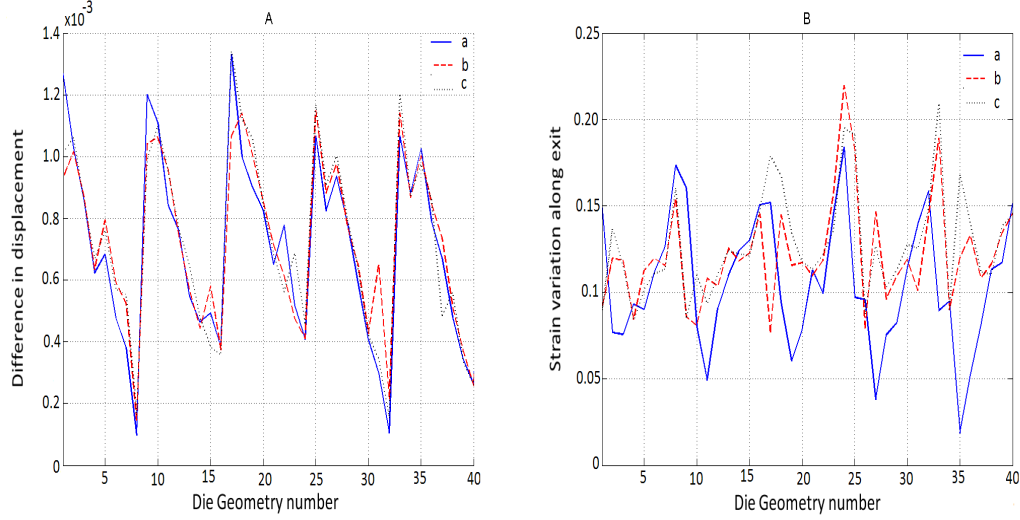 A
x10⁻³
1.4
1.2
1.0
0.8
0.6
0.4
0.2
0
5
10
15
20
25
30
35
40
Difference in displacement
Die Geometry number
a
b
c
B
0.25
0.20
0.15
0.1
0.05
0
5
10
15
20
25
30
35
40
Strain variation along exit
Die Geometry number
a
b
c